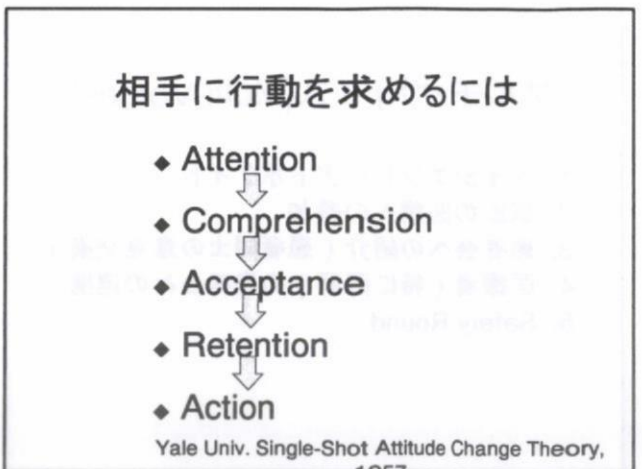 相手に行動を求めるには
◆ Attention
◆ Comprehension
◆ Acceptance
◆ Retention
◆ Action
Yale Univ. Single-Shot Attitude Change Theory,